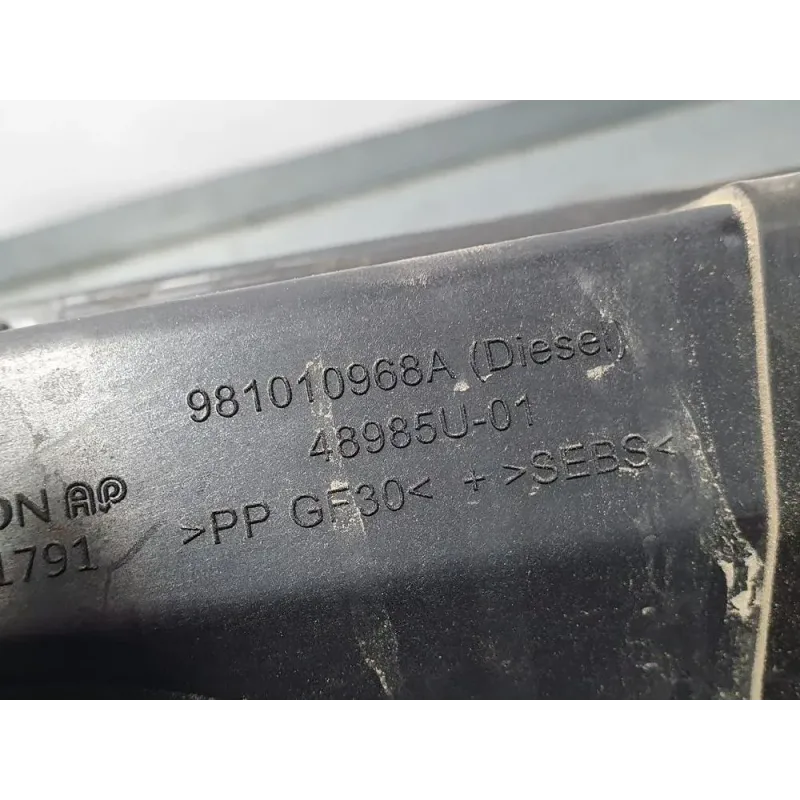 981010968A (Diesel)
48985U-01
>PP GF30< + >SEBS<
ON AP
1791